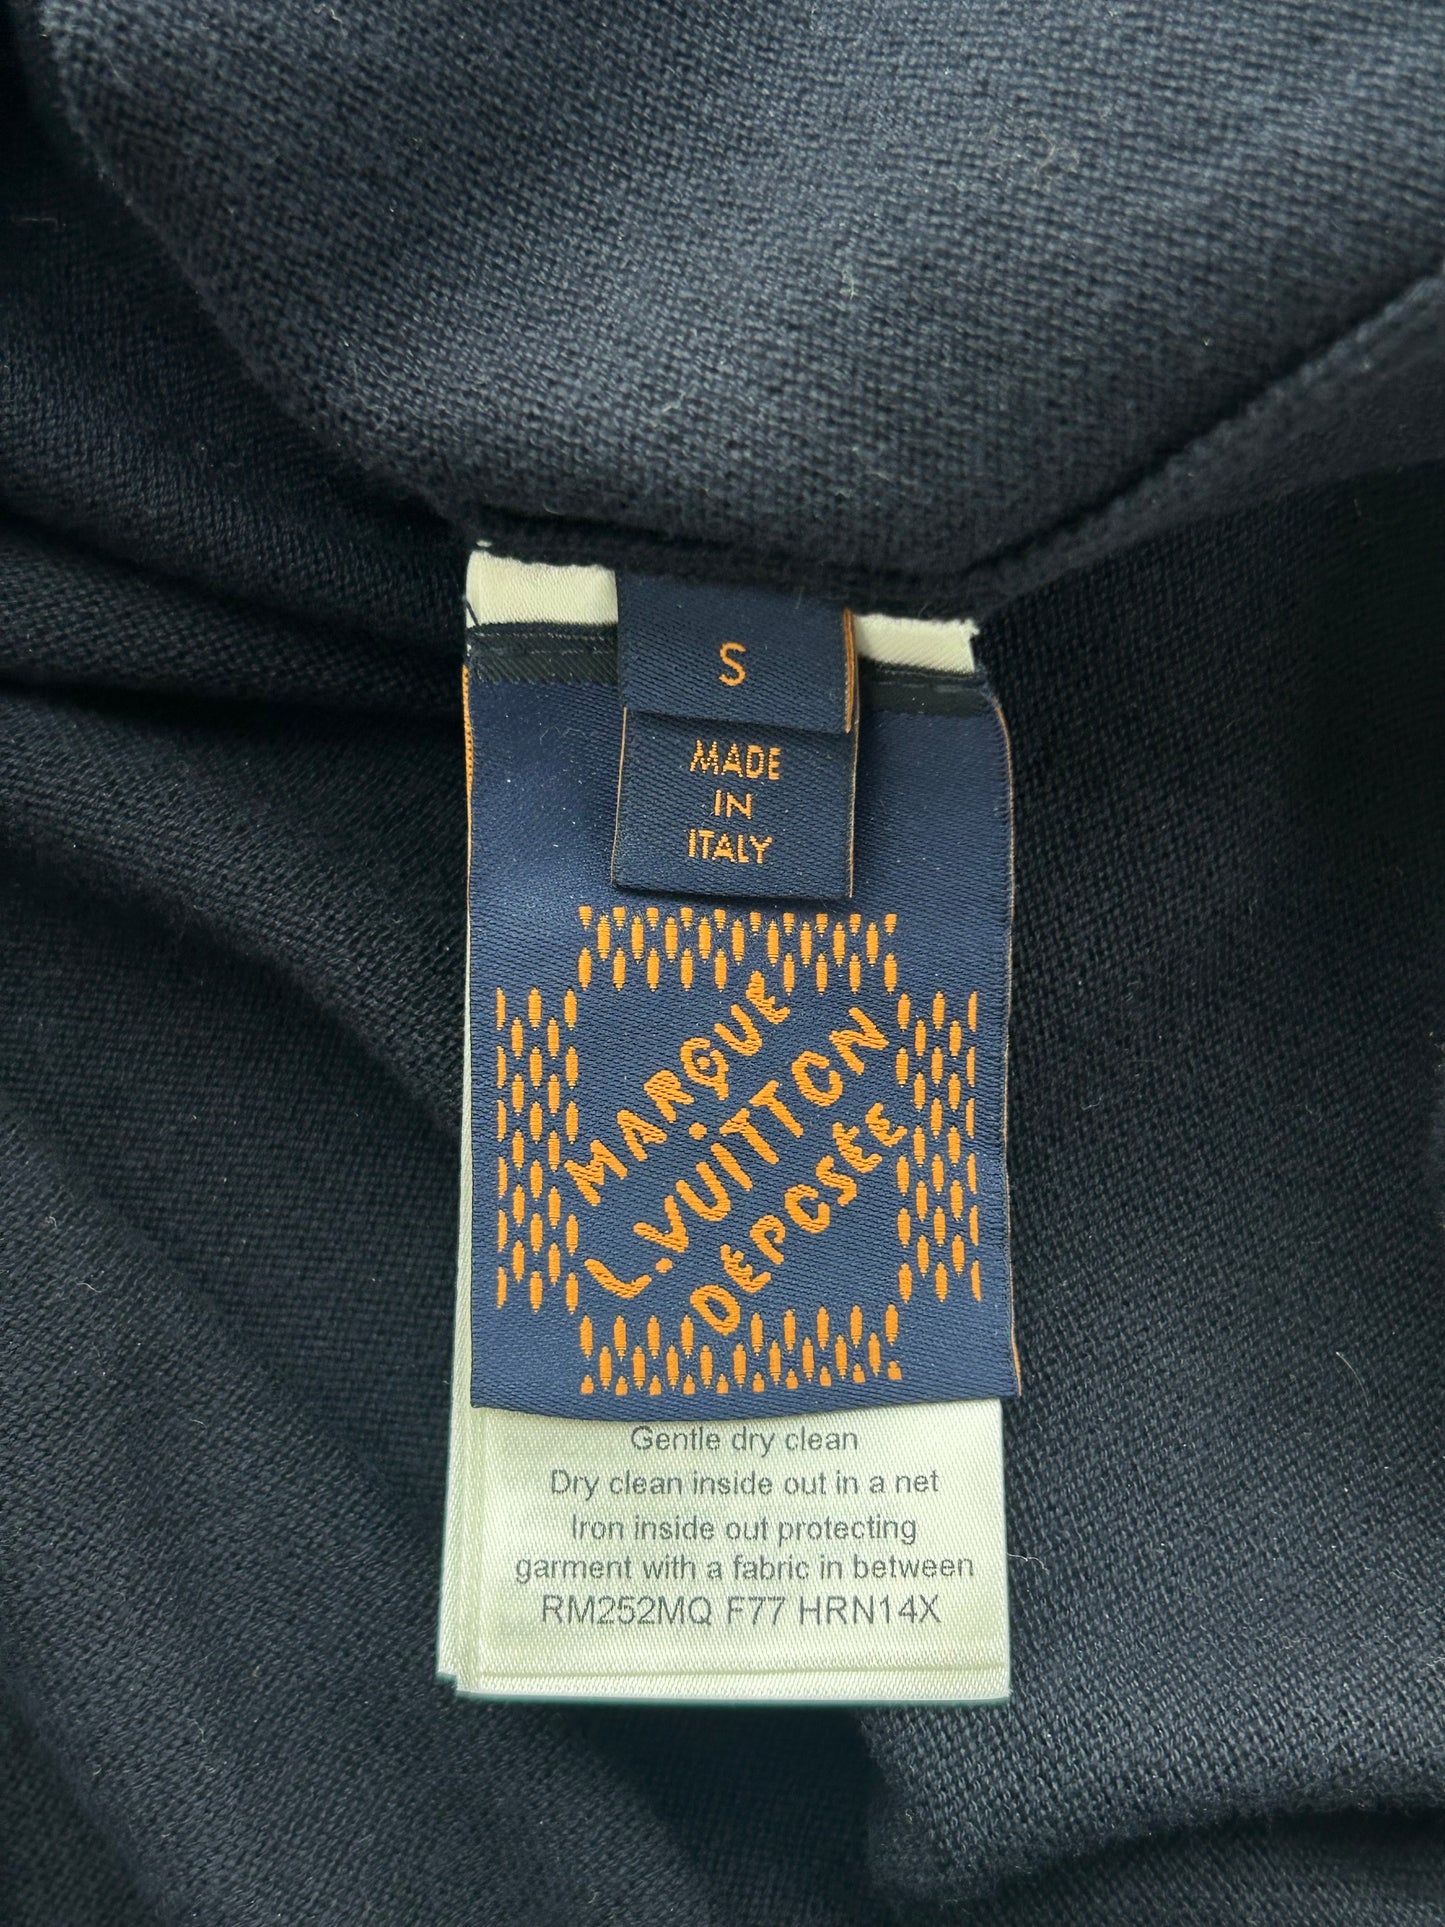 S
MADE
IN
ITALY
MARQUE
L.VUITTON
DÉPOSÉE
Gentle dry clean
Dry clean inside out in a net
Iron inside out protecting
garment with a fabric in between
RM252MQ F77 HRN14X